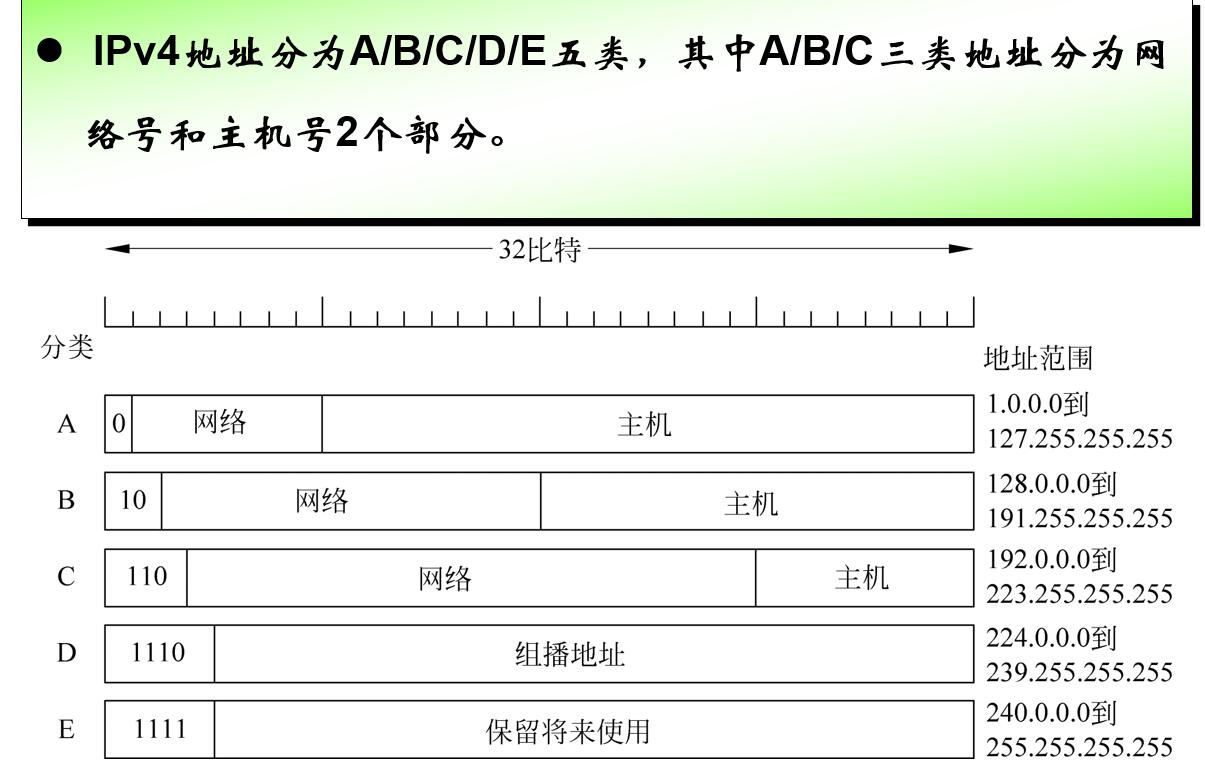 ● IPv4地址分为A/B/C/D/E五类，其中A/B/C三类地址分为网
络号和主机号2个部分。
32比特
分类
地址范围
A 0 网络 主机 1.0.0.0到
127.255.255.255
B 10 网络 主机 128.0.0.0到
191.255.255.255
C 110 网络 主机 192.0.0.0到
223.255.255.255
D 1110 组播地址 224.0.0.0到
239.255.255.255
E 1111 保留将来使用 240.0.0.0到
255.255.255.255